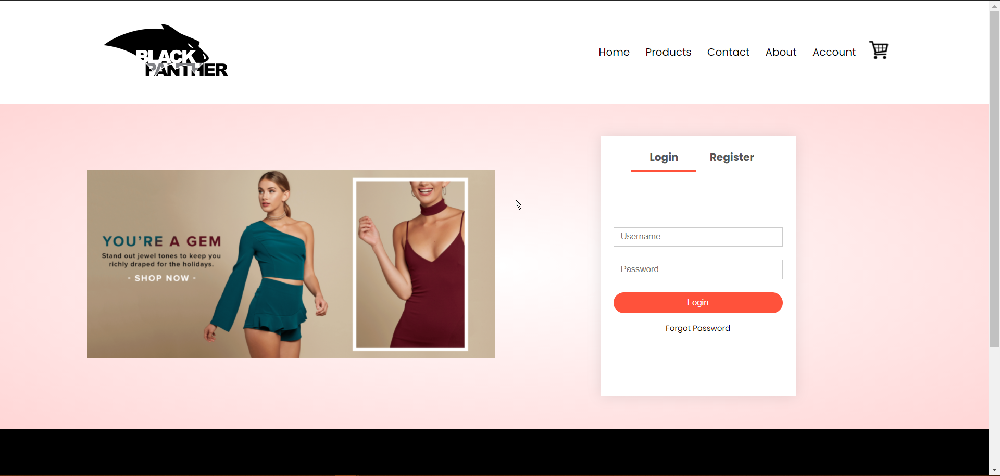 BLACK
PANTHER
Home Products Contact About Account
Login Register
YOU'RE A GEM
Stand out jewel tones to keep you
richly draped for the holidays.
- SHOP NOW -
Username
Password
Login
Forgot Password